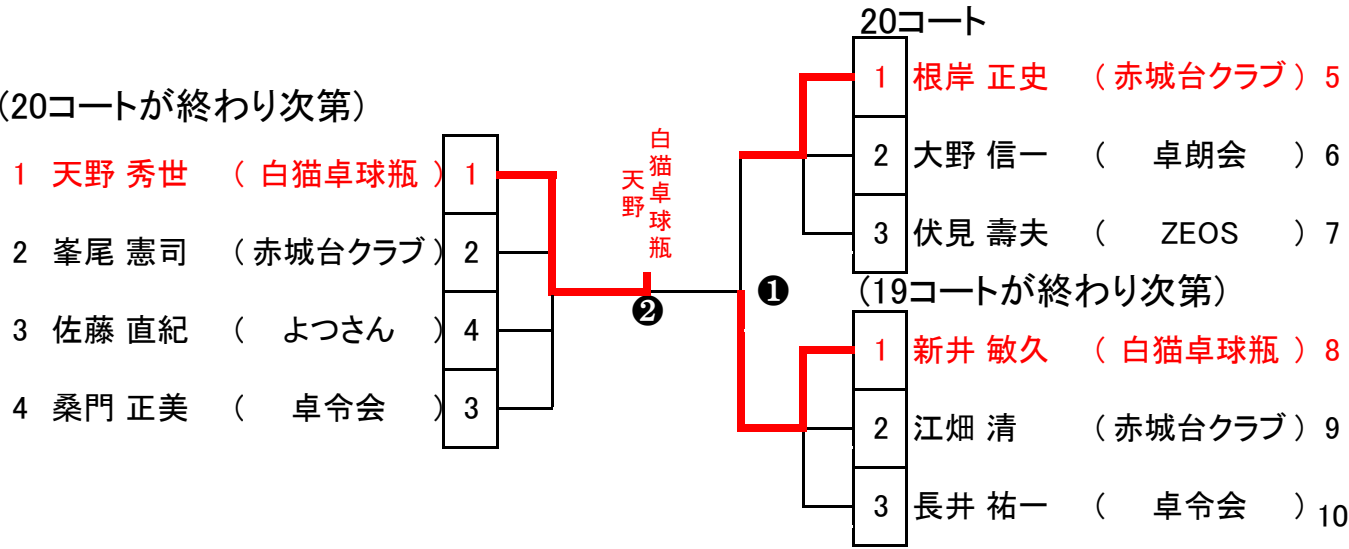 (20コートが終わり次第)
1 天野 秀世 ( 白猫卓球瓶 ) 1
2 峯尾 憲司 ( 赤城台クラブ ) 2
3 佐藤 直紀 ( よつさん ) 4
4 桑門 正美 ( 卓令会 ) 3
白猫卓球瓶
天野
❷
❶
20コート
1 根岸 正史 ( 赤城台クラブ ) 5
2 大野 信一 ( 卓朗会 ) 6
3 伏見 壽夫 ( ZEOS ) 7
(19コートが終わり次第)
1 新井 敏久 ( 白猫卓球瓶 ) 8
2 江畑 清 ( 赤城台クラブ ) 9
3 長井 祐一 ( 卓令会 ) 10